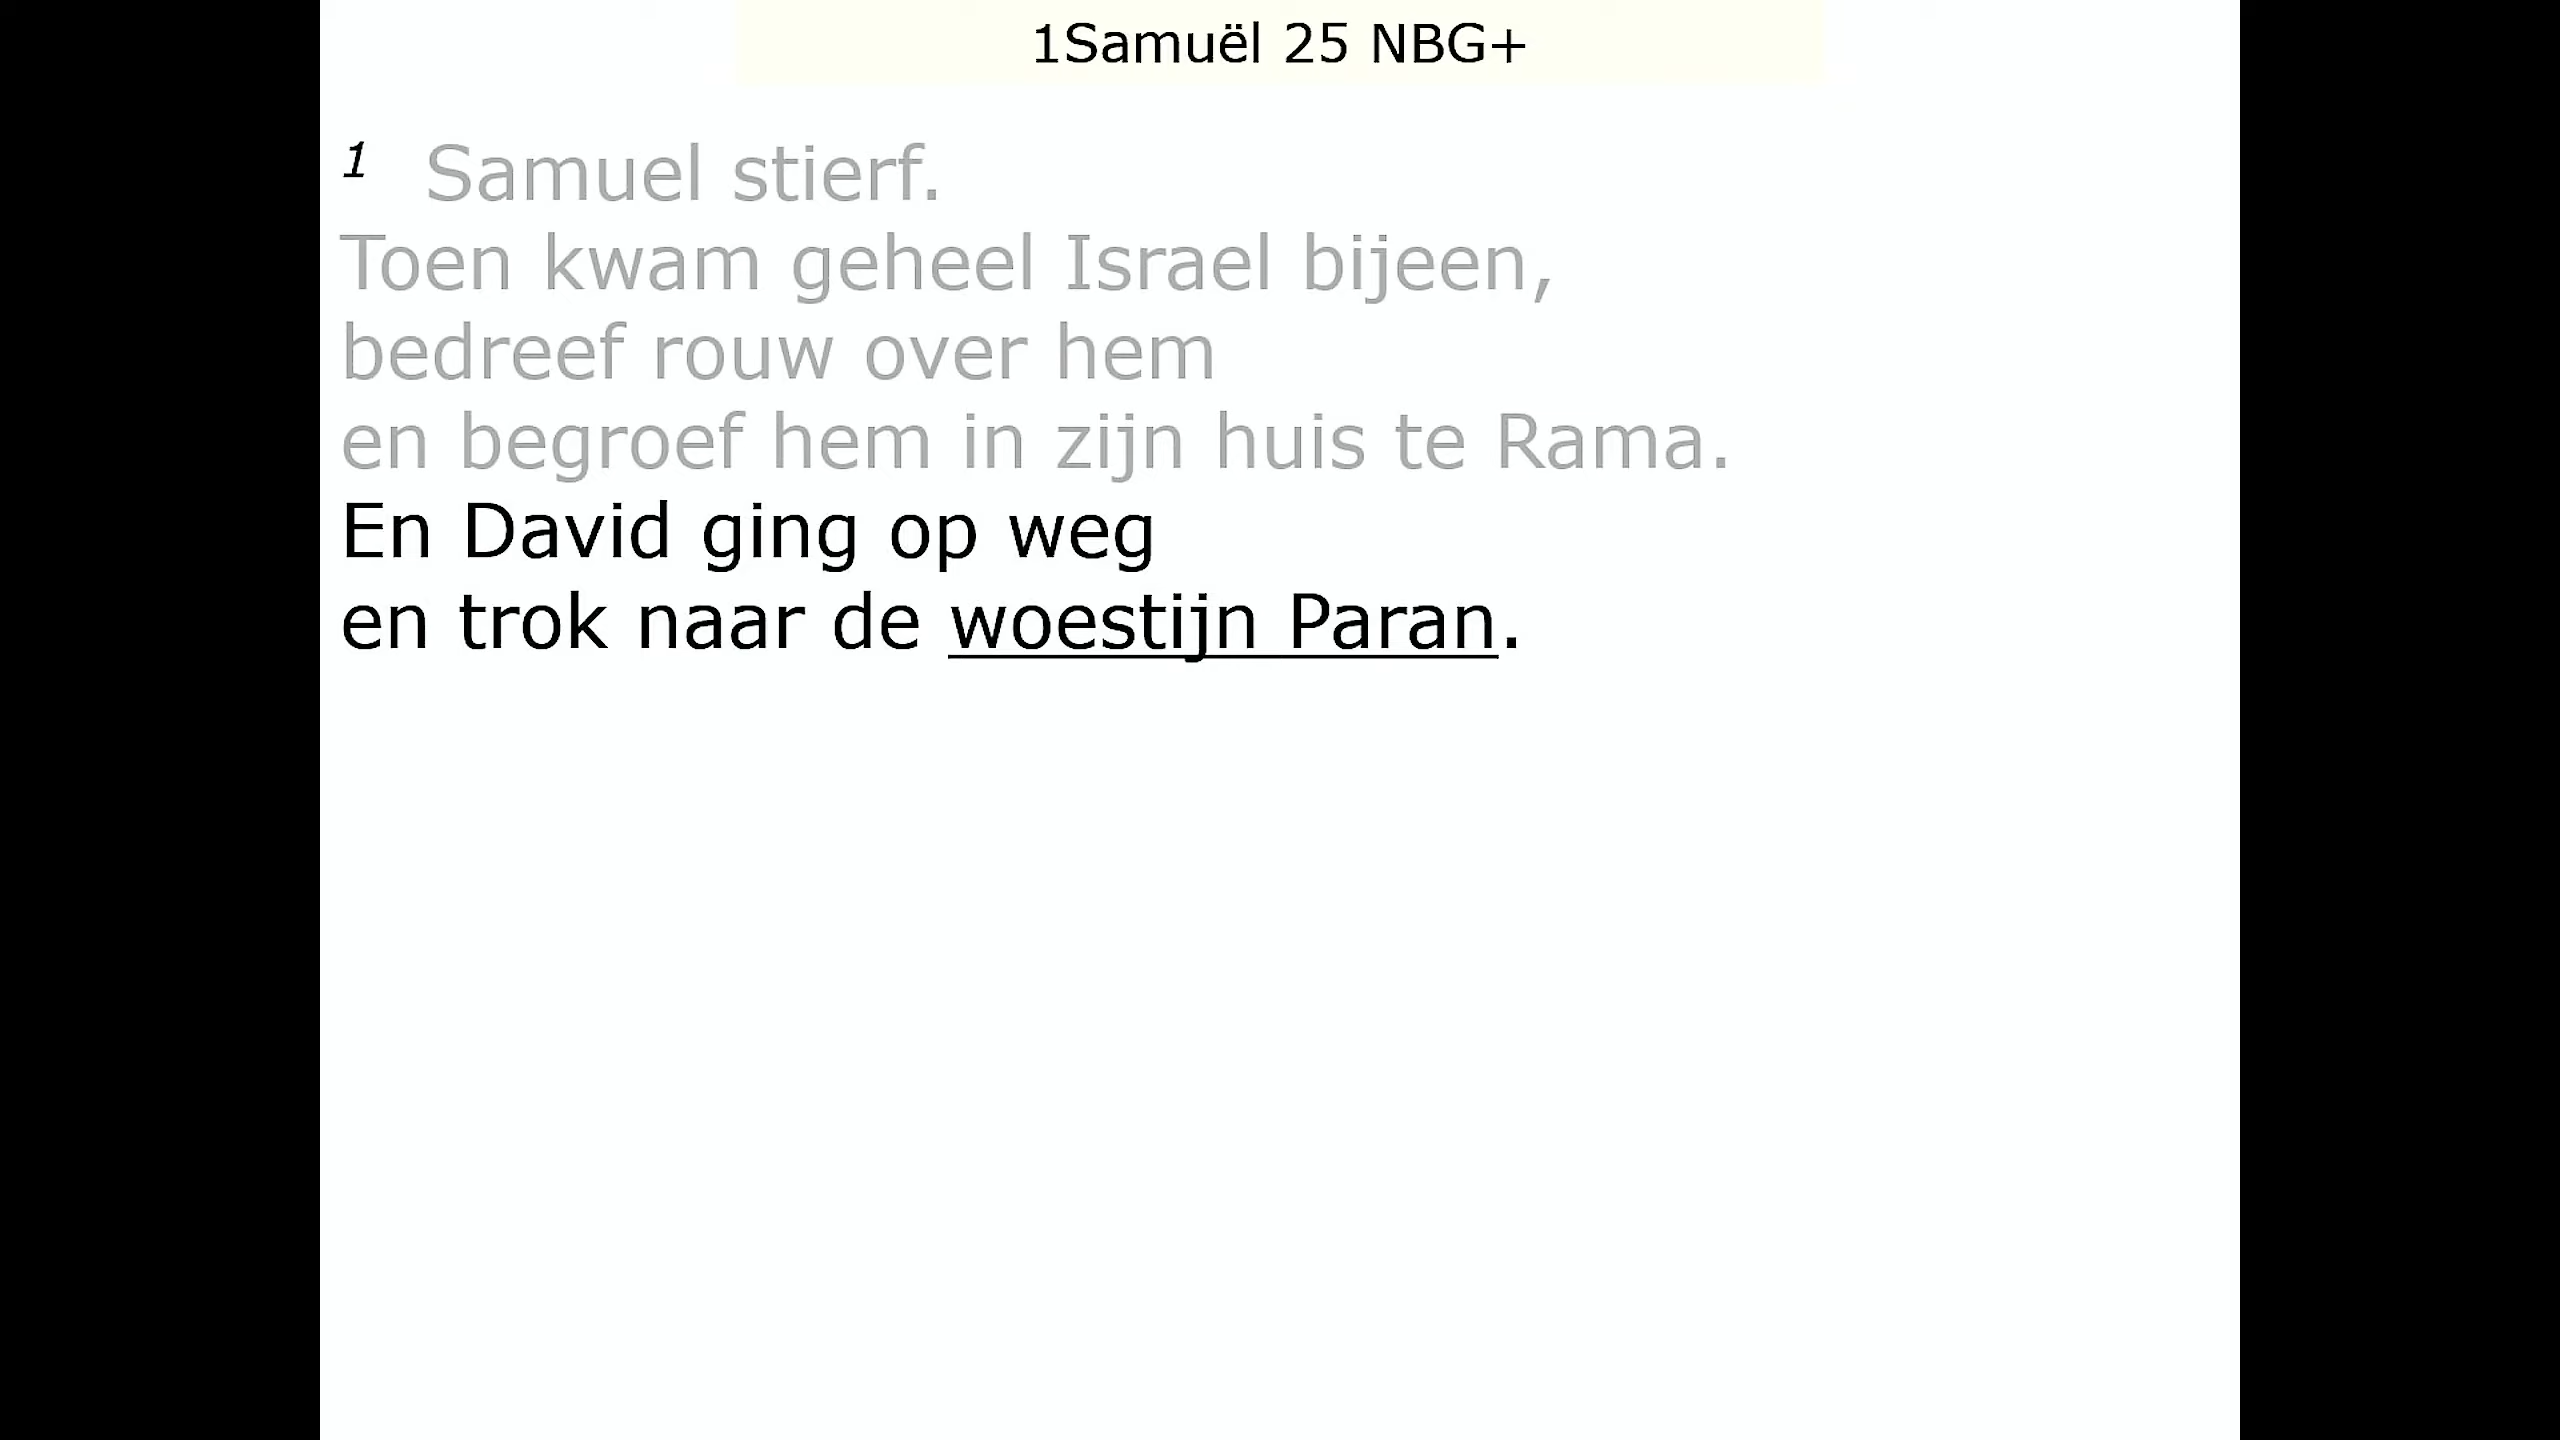 1Samuël 25 NBG+
1 Samuel stierf.
Toen kwam geheel Israel bijeen,
bedreef rouw over hem
en begroef hem in zijn huis te Rama.
En David ging op weg
en trok naar de woestijn Paran.